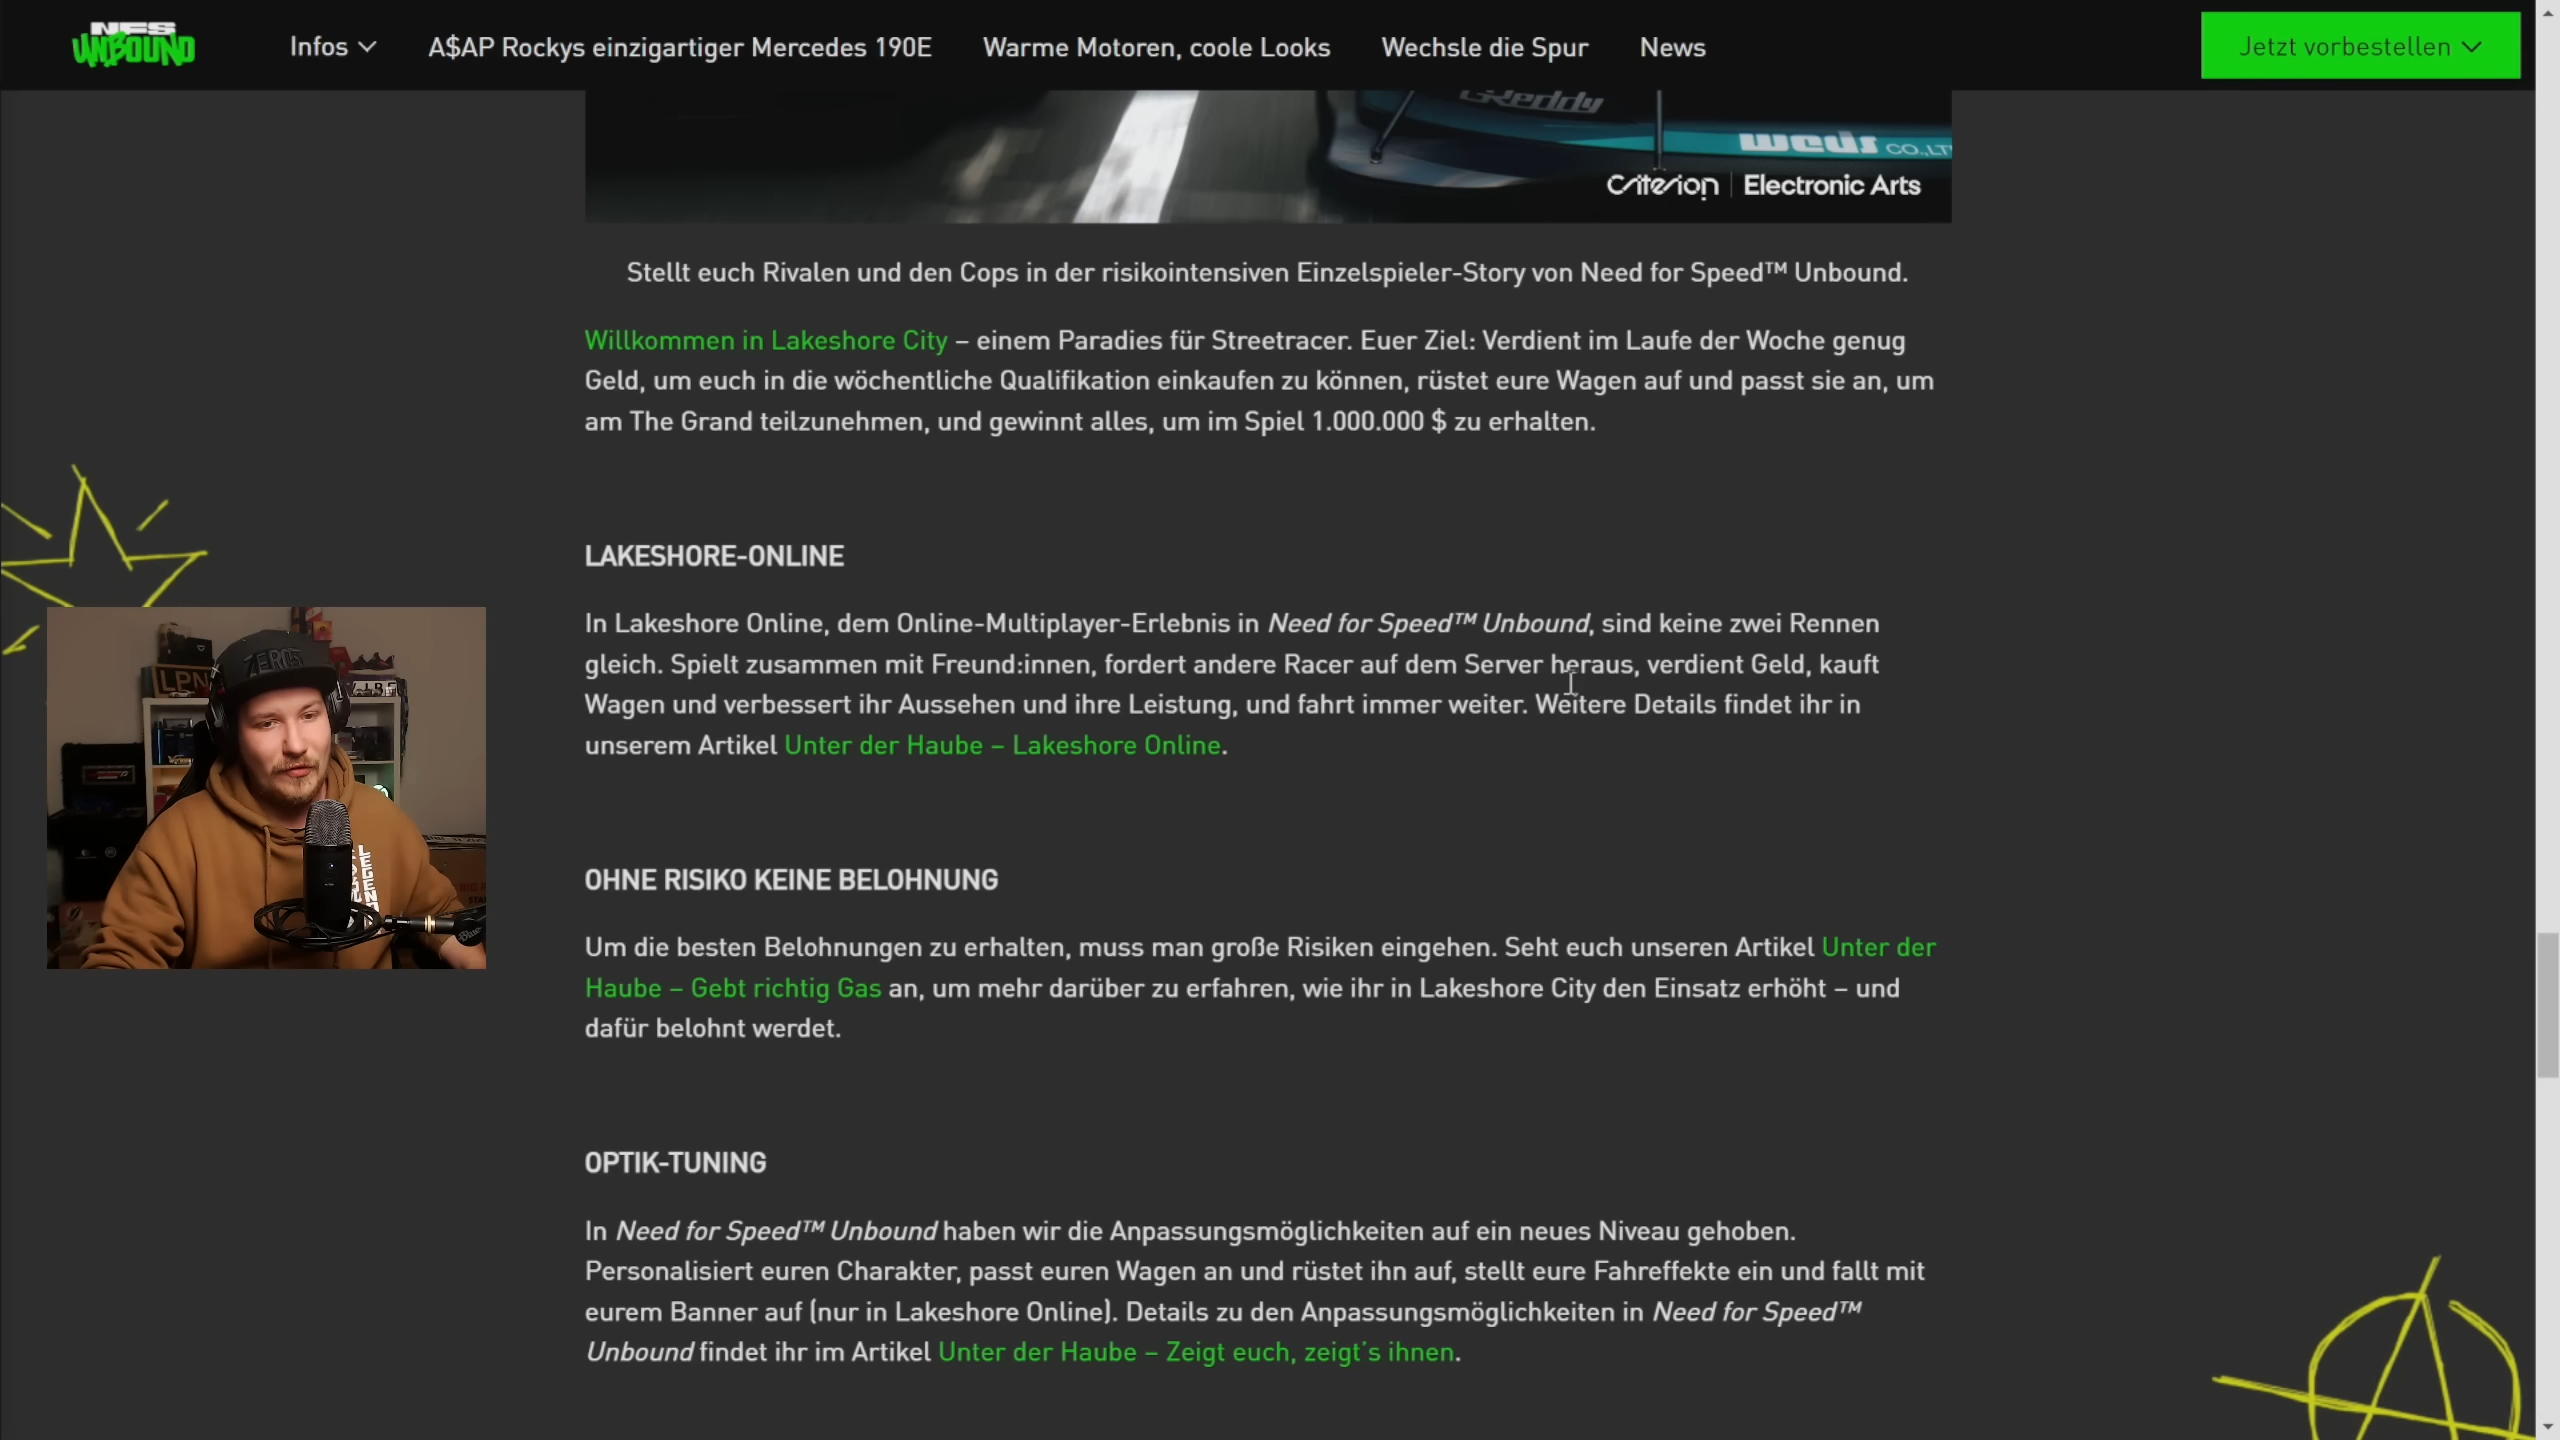 NFS
UNBOUND
Infos
A$AP Rockys einzigartiger Mercedes 190E
Warme Motoren, coole Looks
Wechsle die Spur
News
Jetzt vorbestellen
GReddy
weds CO.,LT
Criterion | Electronic Arts
Stellt euch Rivalen und den Cops in der risikointensiven Einzelspieler-Story von Need for Speed™ Unbound.
Willkommen in Lakeshore City – einem Paradies für Streetracer. Euer Ziel: Verdient im Laufe der Woche genug
Geld, um euch in die wöchentliche Qualifikation einkaufen zu können, rüstet eure Wagen auf und passt sie an, um
am The Grand teilzunehmen, und gewinnt alles, um im Spiel 1.000.000 $ zu erhalten.
LAKESHORE-ONLINE
In Lakeshore Online, dem Online-Multiplayer-Erlebnis in Need for Speed™ Unbound, sind keine zwei Rennen
gleich. Spielt zusammen mit Freund:innen, fordert andere Racer auf dem Server heraus, verdient Geld, kauft
Wagen und verbessert ihr Aussehen und ihre Leistung, und fahrt immer weiter. Weitere Details findet ihr in
unserem Artikel Unter der Haube – Lakeshore Online.
LPN
OHNE RISIKO KEINE BELOHNUNG
Um die besten Belohnungen zu erhalten, muss man große Risiken eingehen. Seht euch unseren Artikel Unter der
Haube – Gebt richtig Gas an, um mehr darüber zu erfahren, wie ihr in Lakeshore City den Einsatz erhöht – und
dafür belohnt werdet.
OPTIK-TUNING
In Need for Speed™ Unbound haben wir die Anpassungsmöglichkeiten auf ein neues Niveau gehoben.
Personalisiert euren Charakter, passt euren Wagen an und rüstet ihn auf, stellt eure Fahreffekte ein und fallt mit
eurem Banner auf (nur in Lakeshore Online). Details zu den Anpassungsmöglichkeiten in Need for Speed™
Unbound findet ihr im Artikel Unter der Haube – Zeigt euch, zeigt's ihnen.